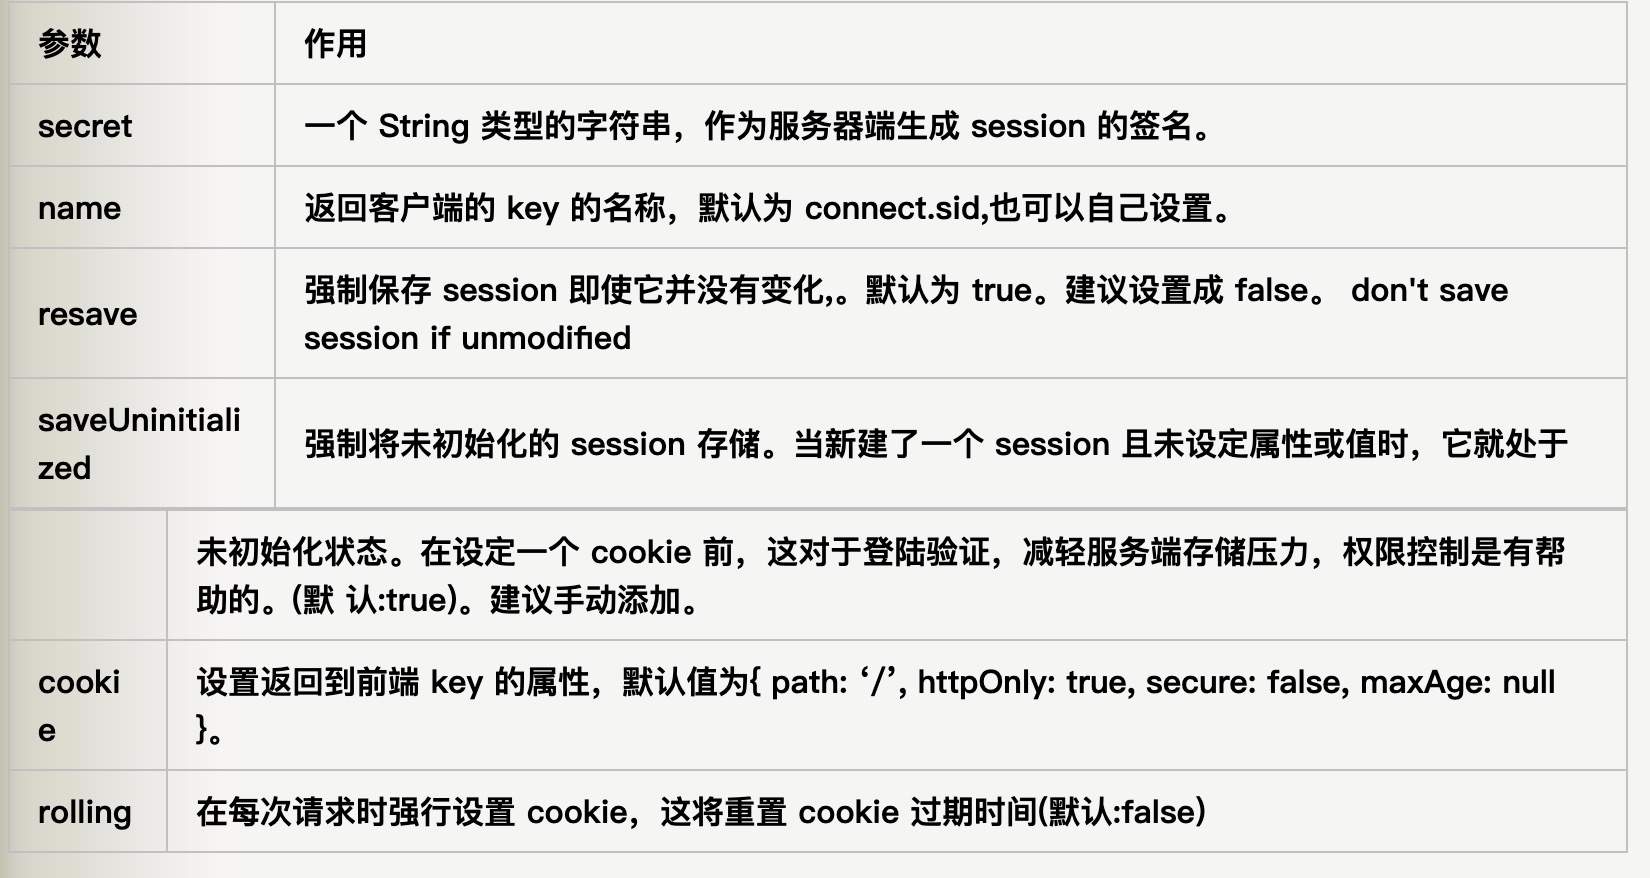 参数 作用
secret 一个 String 类型的字符串，作为服务器端生成 session 的签名。
name 返回客户端的 key 的名称，默认为 connect.sid,也可以自己设置。
resave 强制保存 session 即使它并没有变化,。默认为 true。建议设置成 false。 don't save
session if unmodified
saveUninitiali
zed
强制将未初始化的 session 存储。当新建了一个 session 且未设定属性或值时，它就处于
未初始化状态。在设定一个 cookie 前，这对于登陆验证，减轻服务端存储压力，权限控制是有帮
助的。(默 认:true)。建议手动添加。
cooki
e
设置返回到前端 key 的属性，默认值为{ path: ‘/’, httpOnly: true, secure: false, maxAge: null
}。
rolling 在每次请求时强行设置 cookie，这将重置 cookie 过期时间(默认:false)